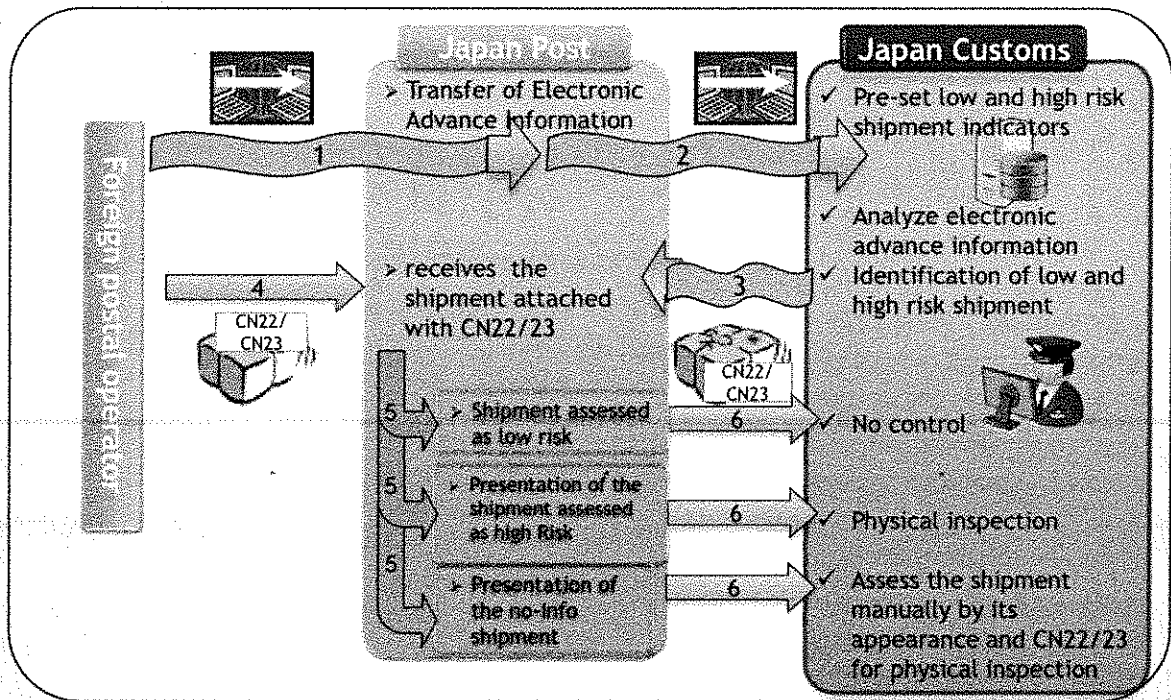 Japan Post
Japan Customs
Foreign postal operator
➢ Transfer of Electronic
Advance Information
1
2
✓ Pre-set low and high risk
shipment indicators
✓ Analyze electronic
advance information
✓ Identification of low and
high risk shipment
3
4
➢ receives the
shipment attached
with CN22/23
CN22/
CN23
CN22/
CN23
5
➢ Shipment assessed
as low risk
6
✓ No control
5
➢ Presentation of the
shipment assessed
as high Risk
6
✓ Physical inspection
5
➢ Presentation of
the no-info
shipment
6
✓ Assess the shipment
manually by its
appearance and CN22/23
for physical inspection